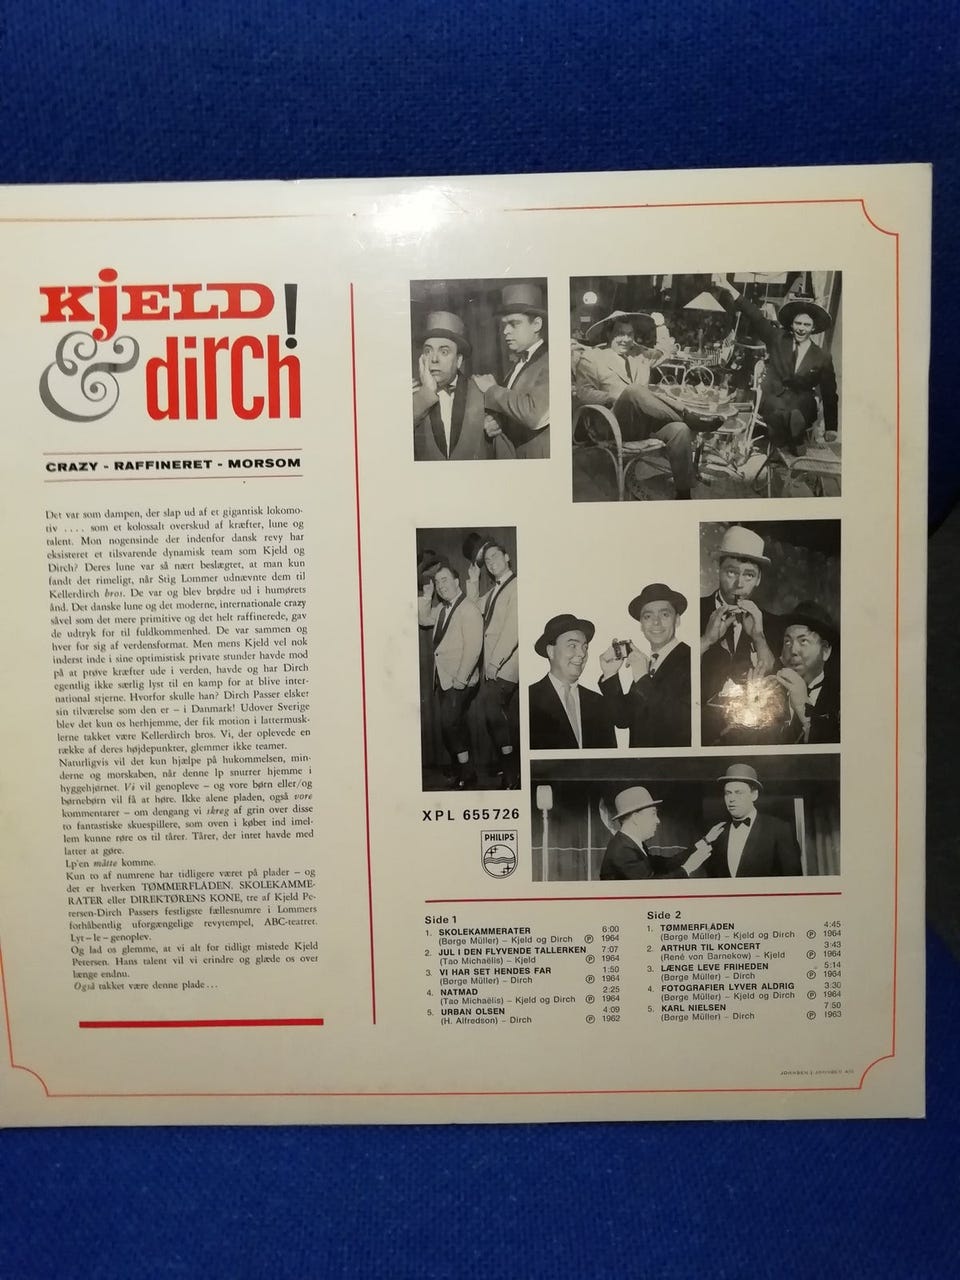 KjELD!
& dirch
CRAZY - RAFFINERET - MORSOM
Det var som dampen, der slap ud af et gigantisk lokomo-
tiv .... som et kolossalt overskud af kræfter, lune og
talent. Mon nogensinde der indenfor dansk revy har
eksisteret et tilsvarende dynamisk team som Kjeld og
Dirch? Deres lune var så nært beslægtet, at man kun
fandt det rimeligt, når Stig Lommer udnævnte dem til
Kellerdirch bros. De var og blev brødre ud i humørets
ånd. Det danske lune og det moderne, internationale crazy
såvel som det mere primitive og det helt raffinerede, gav
de udtryk for til fuldkommenhed. De var sammen og
hver for sig af verdensformat. Men mens Kjeld vel nok
inderst inde i sine optimistisk private stunder havde mod
på at prøve kræfter ude i verden, havde og har Dirch
egentlig ikke særlig lyst til en kamp for at blive inter-
national stjerne. Hvorfor skulle han? Dirch Passer elsker
sin tilværelse som den er – i Danmark! Udover Sverige
blev det kun os herhjemme, der fik motion i lattermusk-
lerne takket være Kellerdirch bros. Vi, der oplevede en
række af deres højdepunkter, glemmer ikke teamet.
Naturligvis vil det kun hjælpe på hukommelsen, min-
derne og morskaben, når denne lp snurrer hjemme i
hyggehjørnet. Vi vil genopleve – og vore børn eller/og
børnebørn vil få at høre. Ikke alene pladen, også vore
kommentarer – om dengang vi skreg af grin over disse
to fantastiske skuespillere, som oven i købet ind imel-
lem kunne røre os til tårer. Tårer, der intet havde med
latter at gøre.
Lp'en måtte komme.
Kun to af numrene har tidligere været på plader – og
det er hverken TØMMERFLÅDEN, SKOLEKAMME-
RATER eller DIREKTØRENS KONE, tre af Kjeld Pe-
tersen-Dirch Passers festligste fællesnumre i Lommers
forhåbentlig uforgængelige revytempel, ABC-teatret.
Lyt – le – genoplev.
Og lad os glemme, at vi alt for tidligt mistede Kjeld
Petersen. Hans talent vil vi erindre og glæde os over
længe endnu.
Også takket være denne plade...
XPL 655726
PHILIPS
Side 1
1. SKOLEKAMMERATER 6:00
(Børge Müller) – Kjeld og Dirch ℗ 1964
2. JUL I DEN FLYVENDE TALLERKEN 7:07
(Tao Michaëlis) – Kjeld ℗ 1964
3. VI HAR SET HENDES FAR 1:50
(Børge Müller) – Dirch ℗ 1964
4. NATMAD 2:25
(Tao Michaëlis) – Kjeld og Dirch ℗ 1964
5. URBAN OLSEN 4:09
(H. Alfredson) – Dirch ℗ 1962
Side 2
1. TØMMERFLÅDEN 4:45
(Børge Müller) – Kjeld og Dirch ℗ 1964
2. ARTHUR TIL KONCERT 3:43
(René von Barnekow) – Kjeld ℗ 1964
3. LÆNGE LEVE FRIHEDEN 5:14
(Børge Müller) – Dirch ℗ 1964
4. FOTOGRAFIER LYVER ALDRIG 3:30
(Børge Müller) – Kjeld og Dirch ℗ 1964
5. KARL NIELSEN 7:50
(Børge Müller) – Dirch ℗ 1963